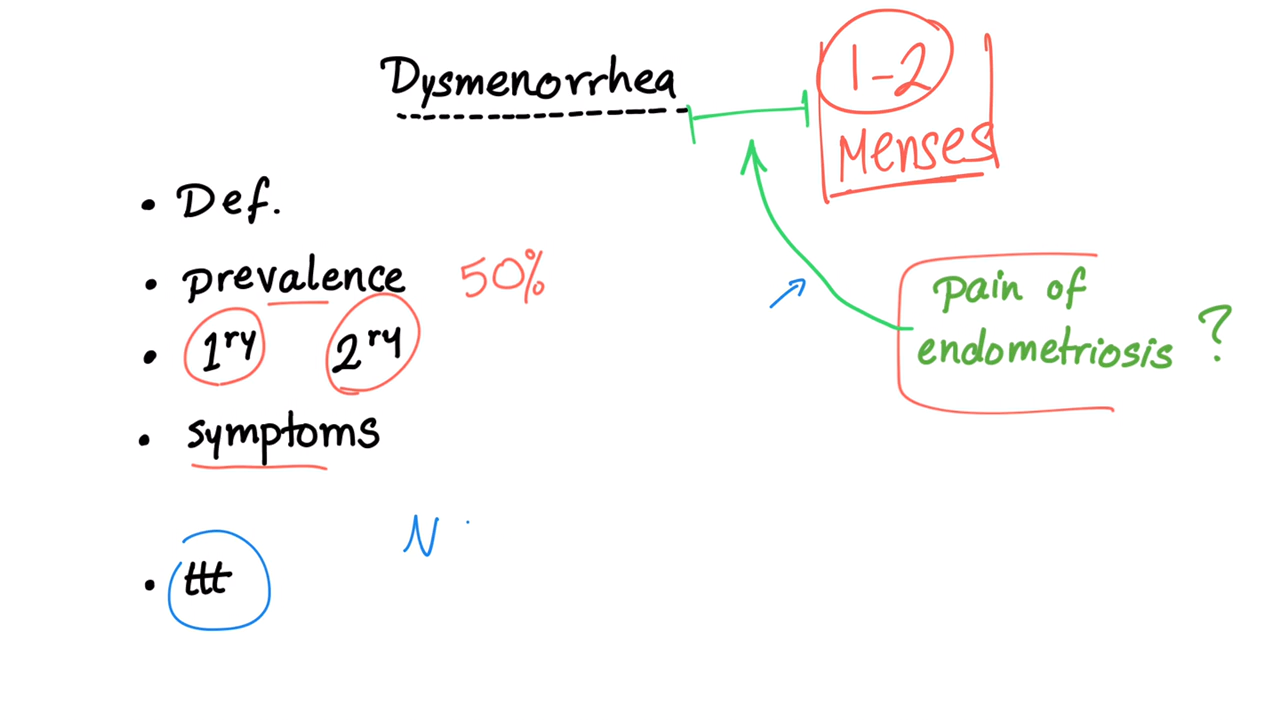 Dysmenorrhea
1-2
Menses
• Def.
• prevalence 50%
• 1ry 2ry
• symptoms
• ttt
N
pain of
endometriosis ?